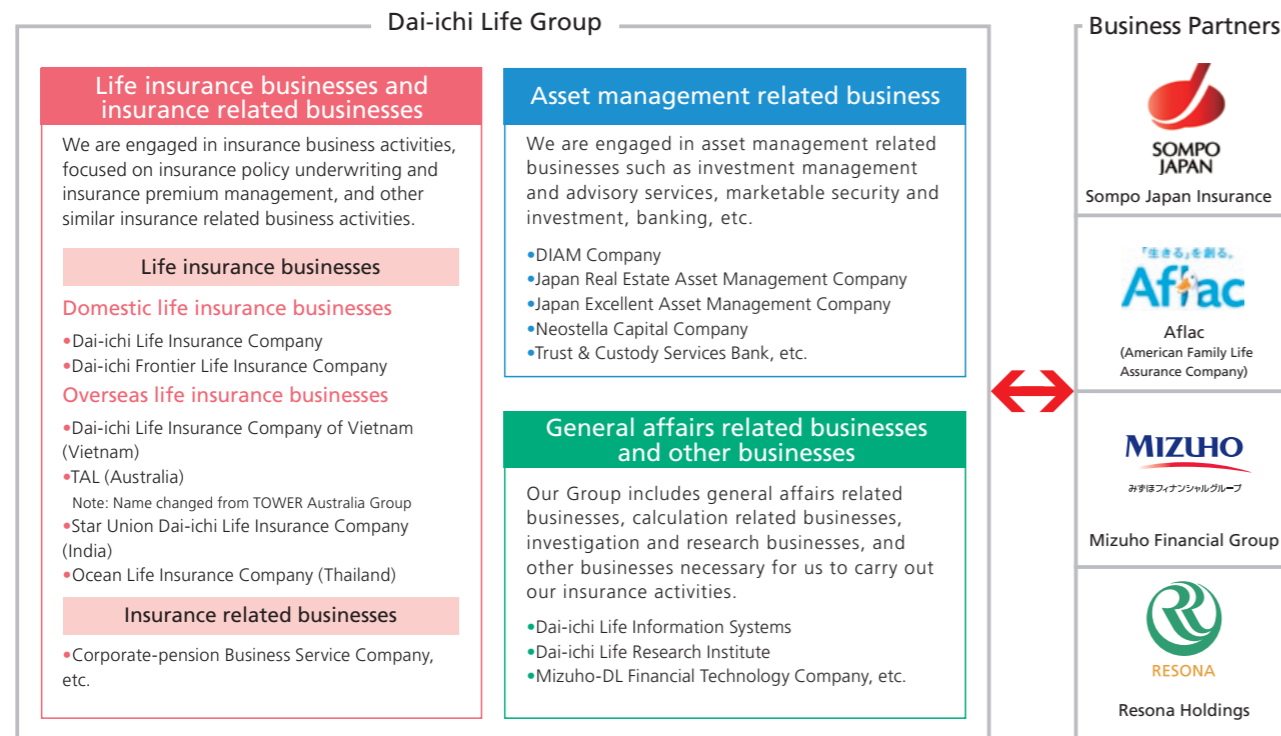 Dai-ichi Life Group
Life insurance businesses and
insurance related businesses
We are engaged in insurance business activities,
focused on insurance policy underwriting and
insurance premium management, and other
similar insurance related business activities.
Life insurance businesses
Domestic life insurance businesses
•Dai-ichi Life Insurance Company
•Dai-ichi Frontier Life Insurance Company
Overseas life insurance businesses
•Dai-ichi Life Insurance Company of Vietnam
(Vietnam)
•TAL (Australia)
Note: Name changed from TOWER Australia Group
•Star Union Dai-ichi Life Insurance Company
(India)
•Ocean Life Insurance Company (Thailand)
Insurance related businesses
•Corporate-pension Business Service Company,
etc.
Asset management related business
We are engaged in asset management related
businesses such as investment management
and advisory services, marketable security and
investment, banking, etc.
•DIAM Company
•Japan Real Estate Asset Management Company
•Japan Excellent Asset Management Company
•Neostella Capital Company
•Trust & Custody Services Bank, etc.
General affairs related businesses
and other businesses
Our Group includes general affairs related
businesses, calculation related businesses,
investigation and research businesses, and
other businesses necessary for us to carry out
our insurance activities.
•Dai-ichi Life Information Systems
•Dai-ichi Life Research Institute
•Mizuho-DL Financial Technology Company, etc.
Business Partners
SOMPO
JAPAN
Sompo Japan Insurance
「生きる」を創る。
Aflac
Aflac
(American Family Life
Assurance Company)
MIZUHO
みずほフィナンシャルグループ
Mizuho Financial Group
RESONA
Resona Holdings